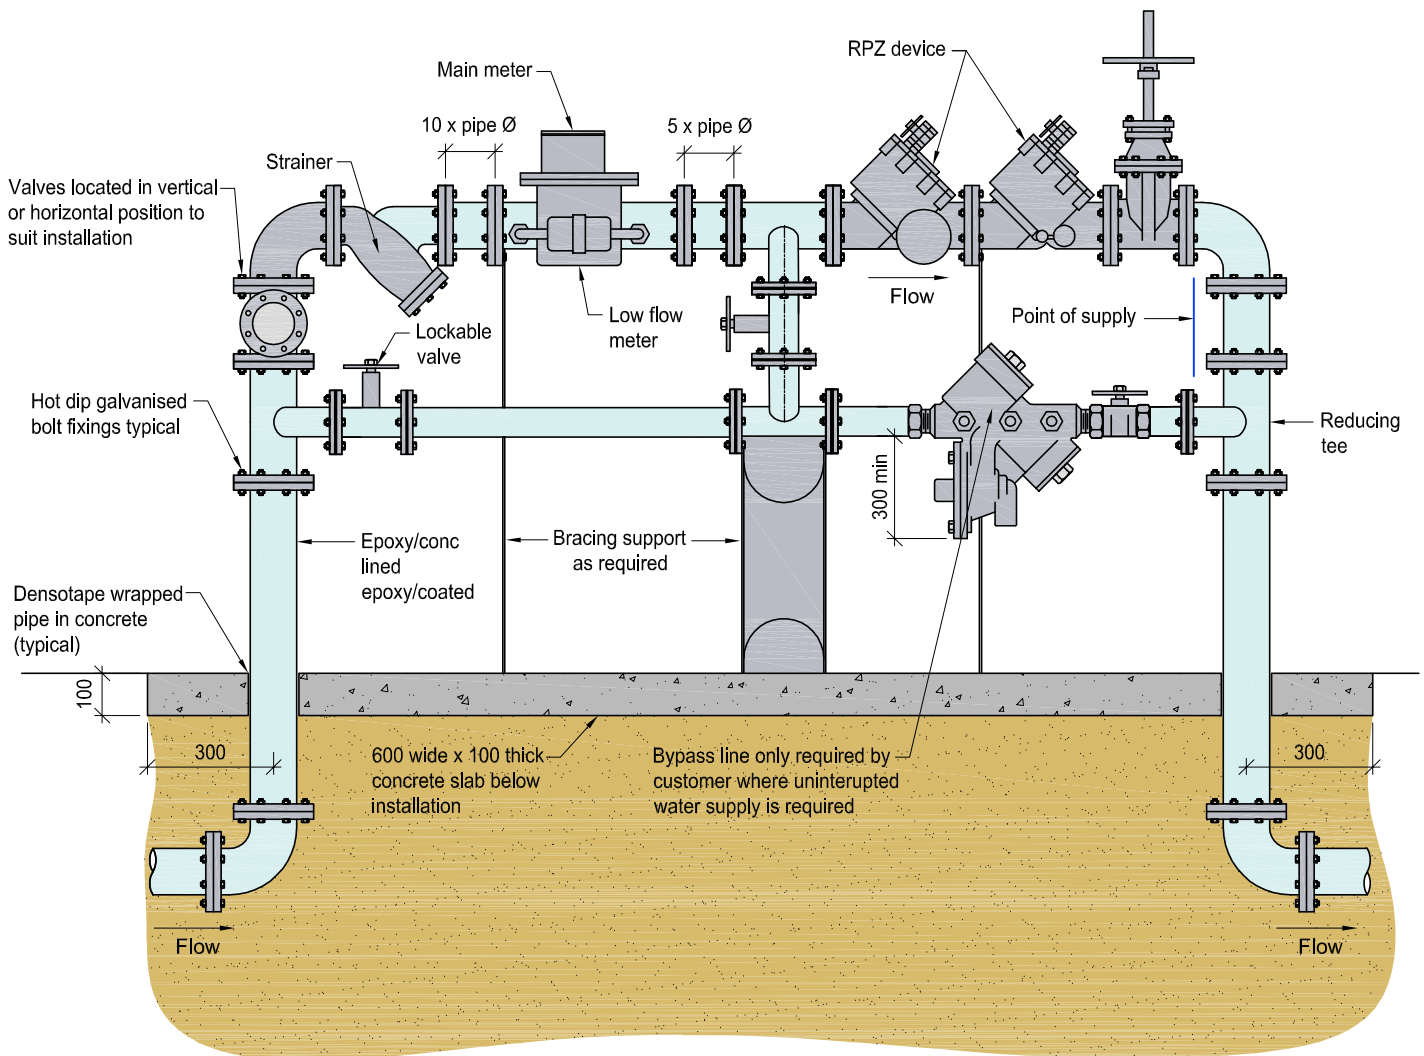 RPZ device
Main meter
10 x pipe Ø
5 x pipe Ø
Strainer
Valves located in vertical
or horizontal position to
suit installation
Flow
Low flow
meter
Point of supply
Lockable
valve
Hot dip galvanised
bolt fixings typical
Reducing
tee
300 min
Epoxy/conc
lined
epoxy/coated
Bracing support
as required
Densotape wrapped
pipe in concrete
(typical)
100
300
600 wide x 100 thick
concrete slab below
installation
Bypass line only required by
customer where uninterupted
water supply is required
300
Flow
Flow